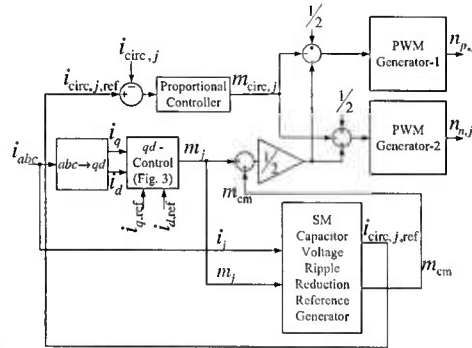 1/2
n_p,
i_circ,j
PWM
Generator-1
i_circ,j,ref
Proportional
Controller
m_circ,j
1/2
i_q
m_j
PWM
Generator-2
n_n,j
i_abc
abc→qd
qd -
Control
(Fig. 3)
1/2
i_d
m_cm
i_q,ref
i_d,ref
SM
Capacitor
Voltage
Ripple
Reduction
Reference
Generator
i_circ,j,ref
i_j
m_cm
m_j